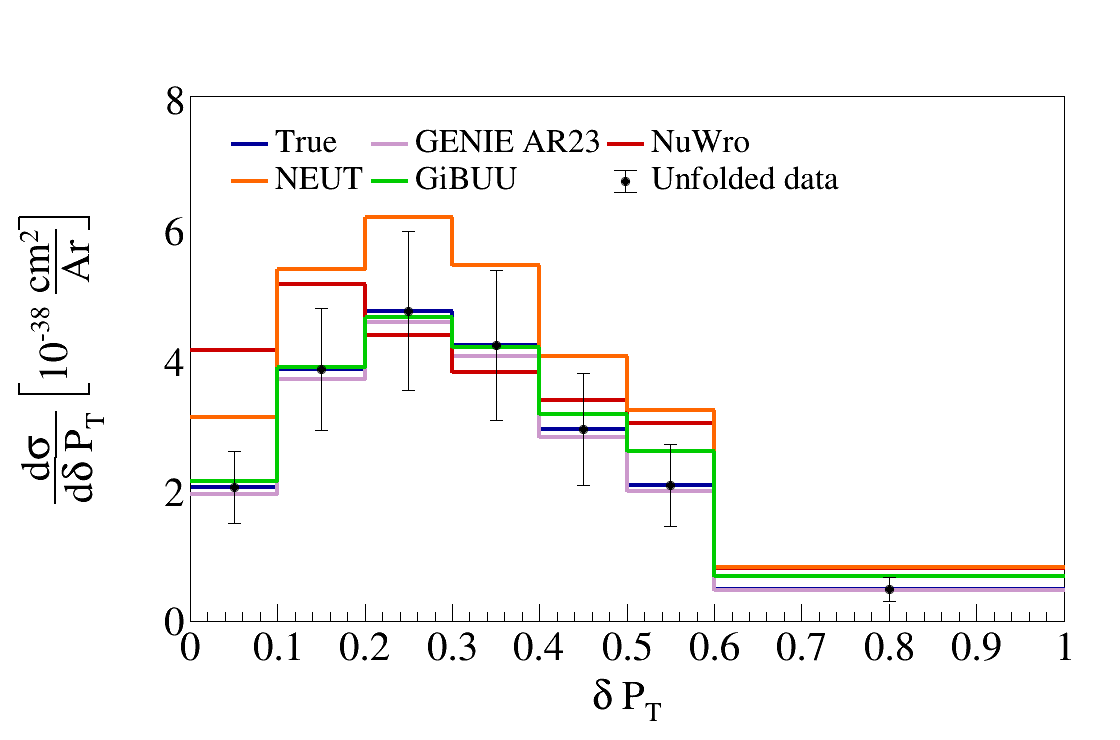 8
6
4
2
0
True
GENIE AR23
NuWro
NEUT
GiBUU
Unfolded data
dσ/dδ P_T [10^-38 cm^2/Ar]
0 0.1 0.2 0.3 0.4 0.5 0.6 0.7 0.8 0.9 1
δ P_T